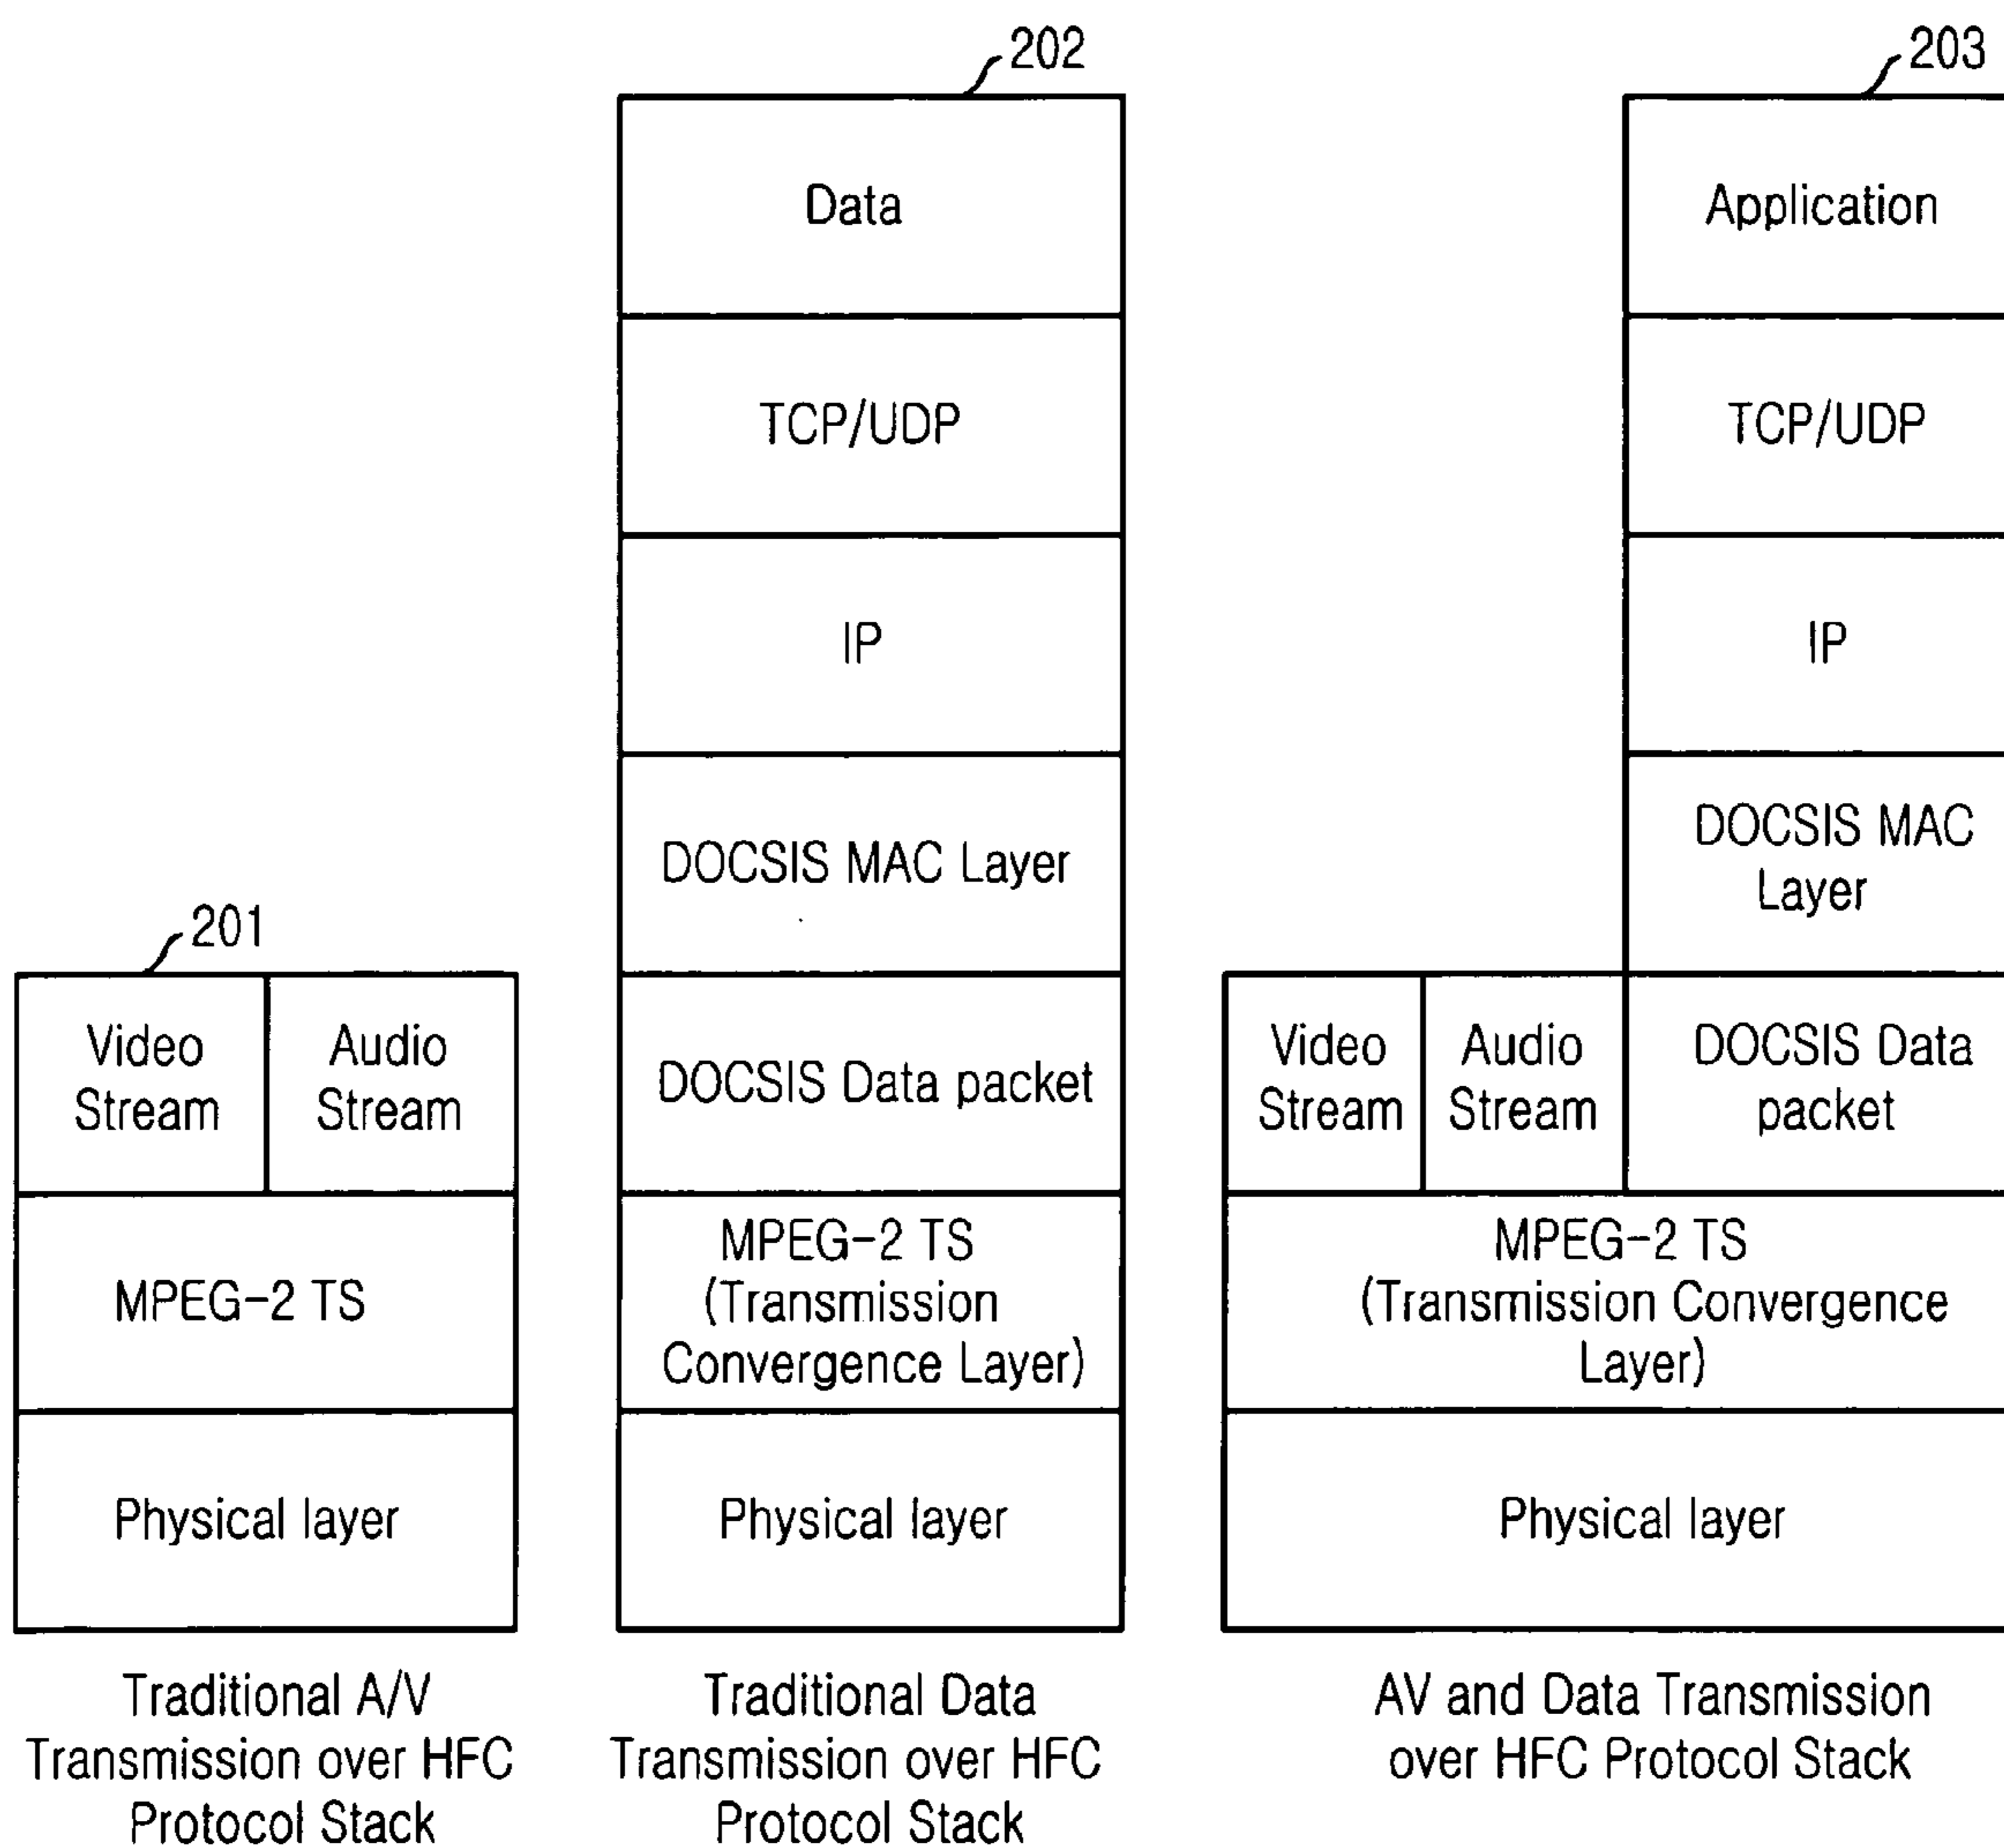 201
Video
Stream
Audio
Stream
MPEG-2 TS
Physical layer
Traditional A/V
Transmission over HFC
Protocol Stack
202
Data
TCP/UDP
IP
DOCSIS MAC Layer
DOCSIS Data packet
MPEG-2 TS
(Transmission
Convergence Layer)
Physical layer
Traditional Data
Transmission over HFC
Protocol Stack
203
Application
TCP/UDP
IP
DOCSIS MAC
Layer
Video
Stream
Audio
Stream
DOCSIS Data
packet
MPEG-2 TS
(Transmission Convergence
Layer)
Physical layer
AV and Data Transmission
over HFC Protocol Stack